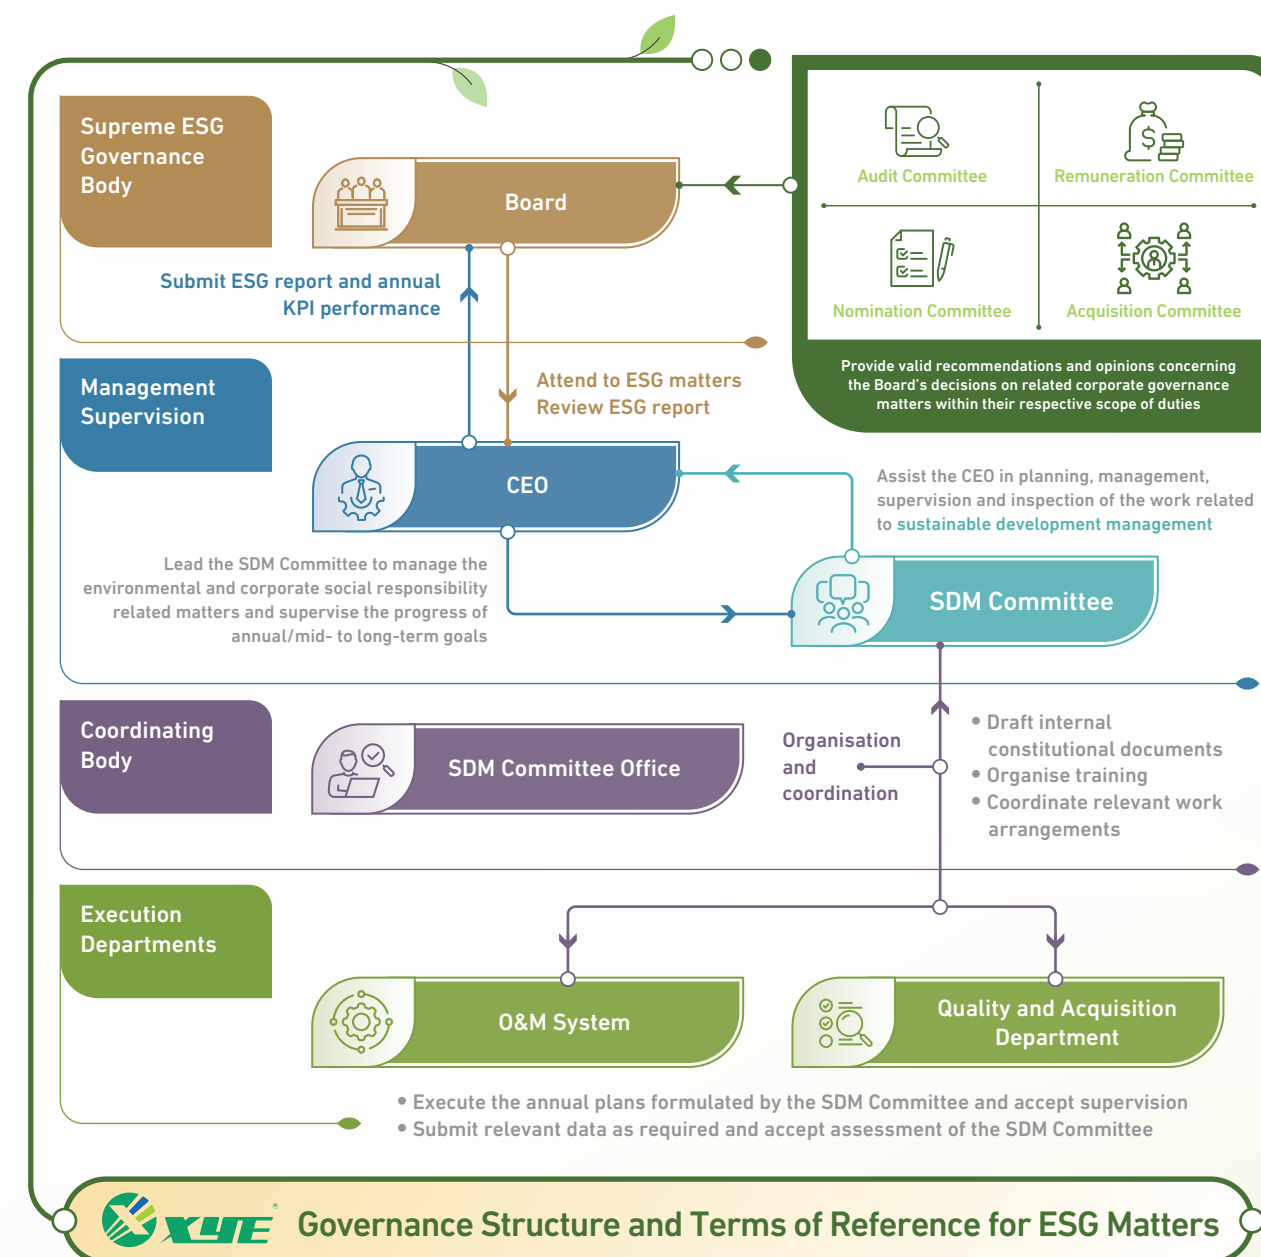 Supreme ESG
Governance
Body
Board
Audit Committee
Remuneration Committee
Nomination Committee
Acquisition Committee
Provide valid recommendations and opinions concerning
the Board's decisions on related corporate governance
matters within their respective scope of duties
Submit ESG report and annual
KPI performance
Attend to ESG matters
Review ESG report
Management
Supervision
CEO
Assist the CEO in planning, management,
supervision and inspection of the work related
to sustainable development management
Lead the SDM Committee to manage the
environmental and corporate social responsibility
related matters and supervise the progress of
annual/mid- to long-term goals
SDM Committee
Coordinating
Body
SDM Committee Office
Organisation
and
coordination
• Draft internal
constitutional documents
• Organise training
• Coordinate relevant work
arrangements
Execution
Departments
O&M System
Quality and Acquisition
Department
• Execute the annual plans formulated by the SDM Committee and accept supervision
• Submit relevant data as required and accept assessment of the SDM Committee
XYTE® Governance Structure and Terms of Reference for ESG Matters